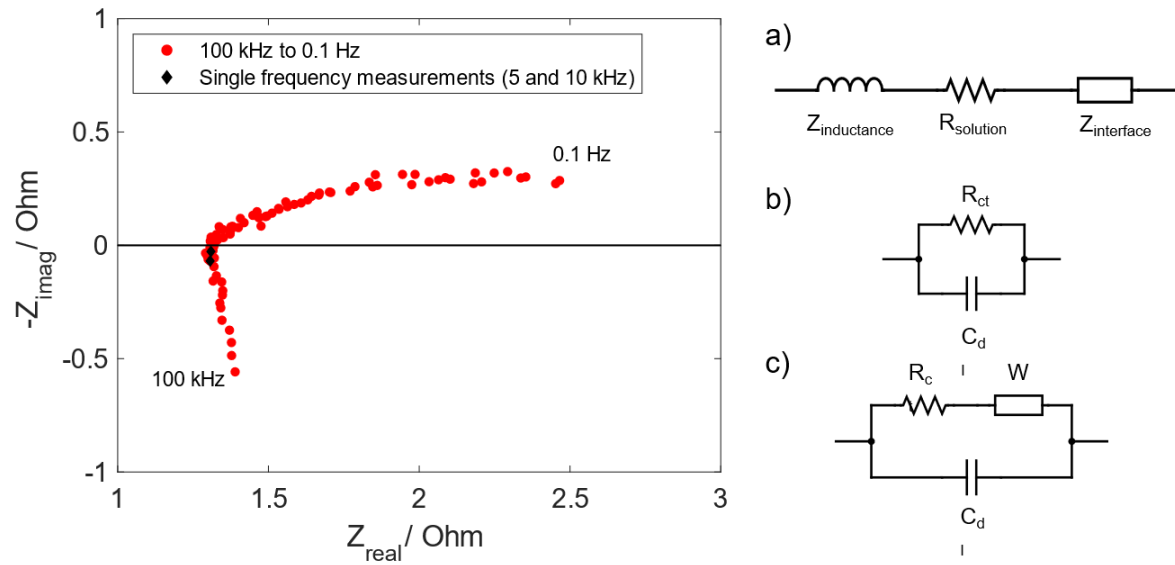 100 kHz to 0.1 Hz
Single frequency measurements (5 and 10 kHz)
1
0.5
0
-0.5
-1
-Zimag/ Ohm
0.1 Hz
100 kHz
1
1.5
2
2.5
3
Zreal/ Ohm
a)
Zinductance
Rsolution
Zinterface
b)
Rct
Cd
c)
Rc
W
Cd